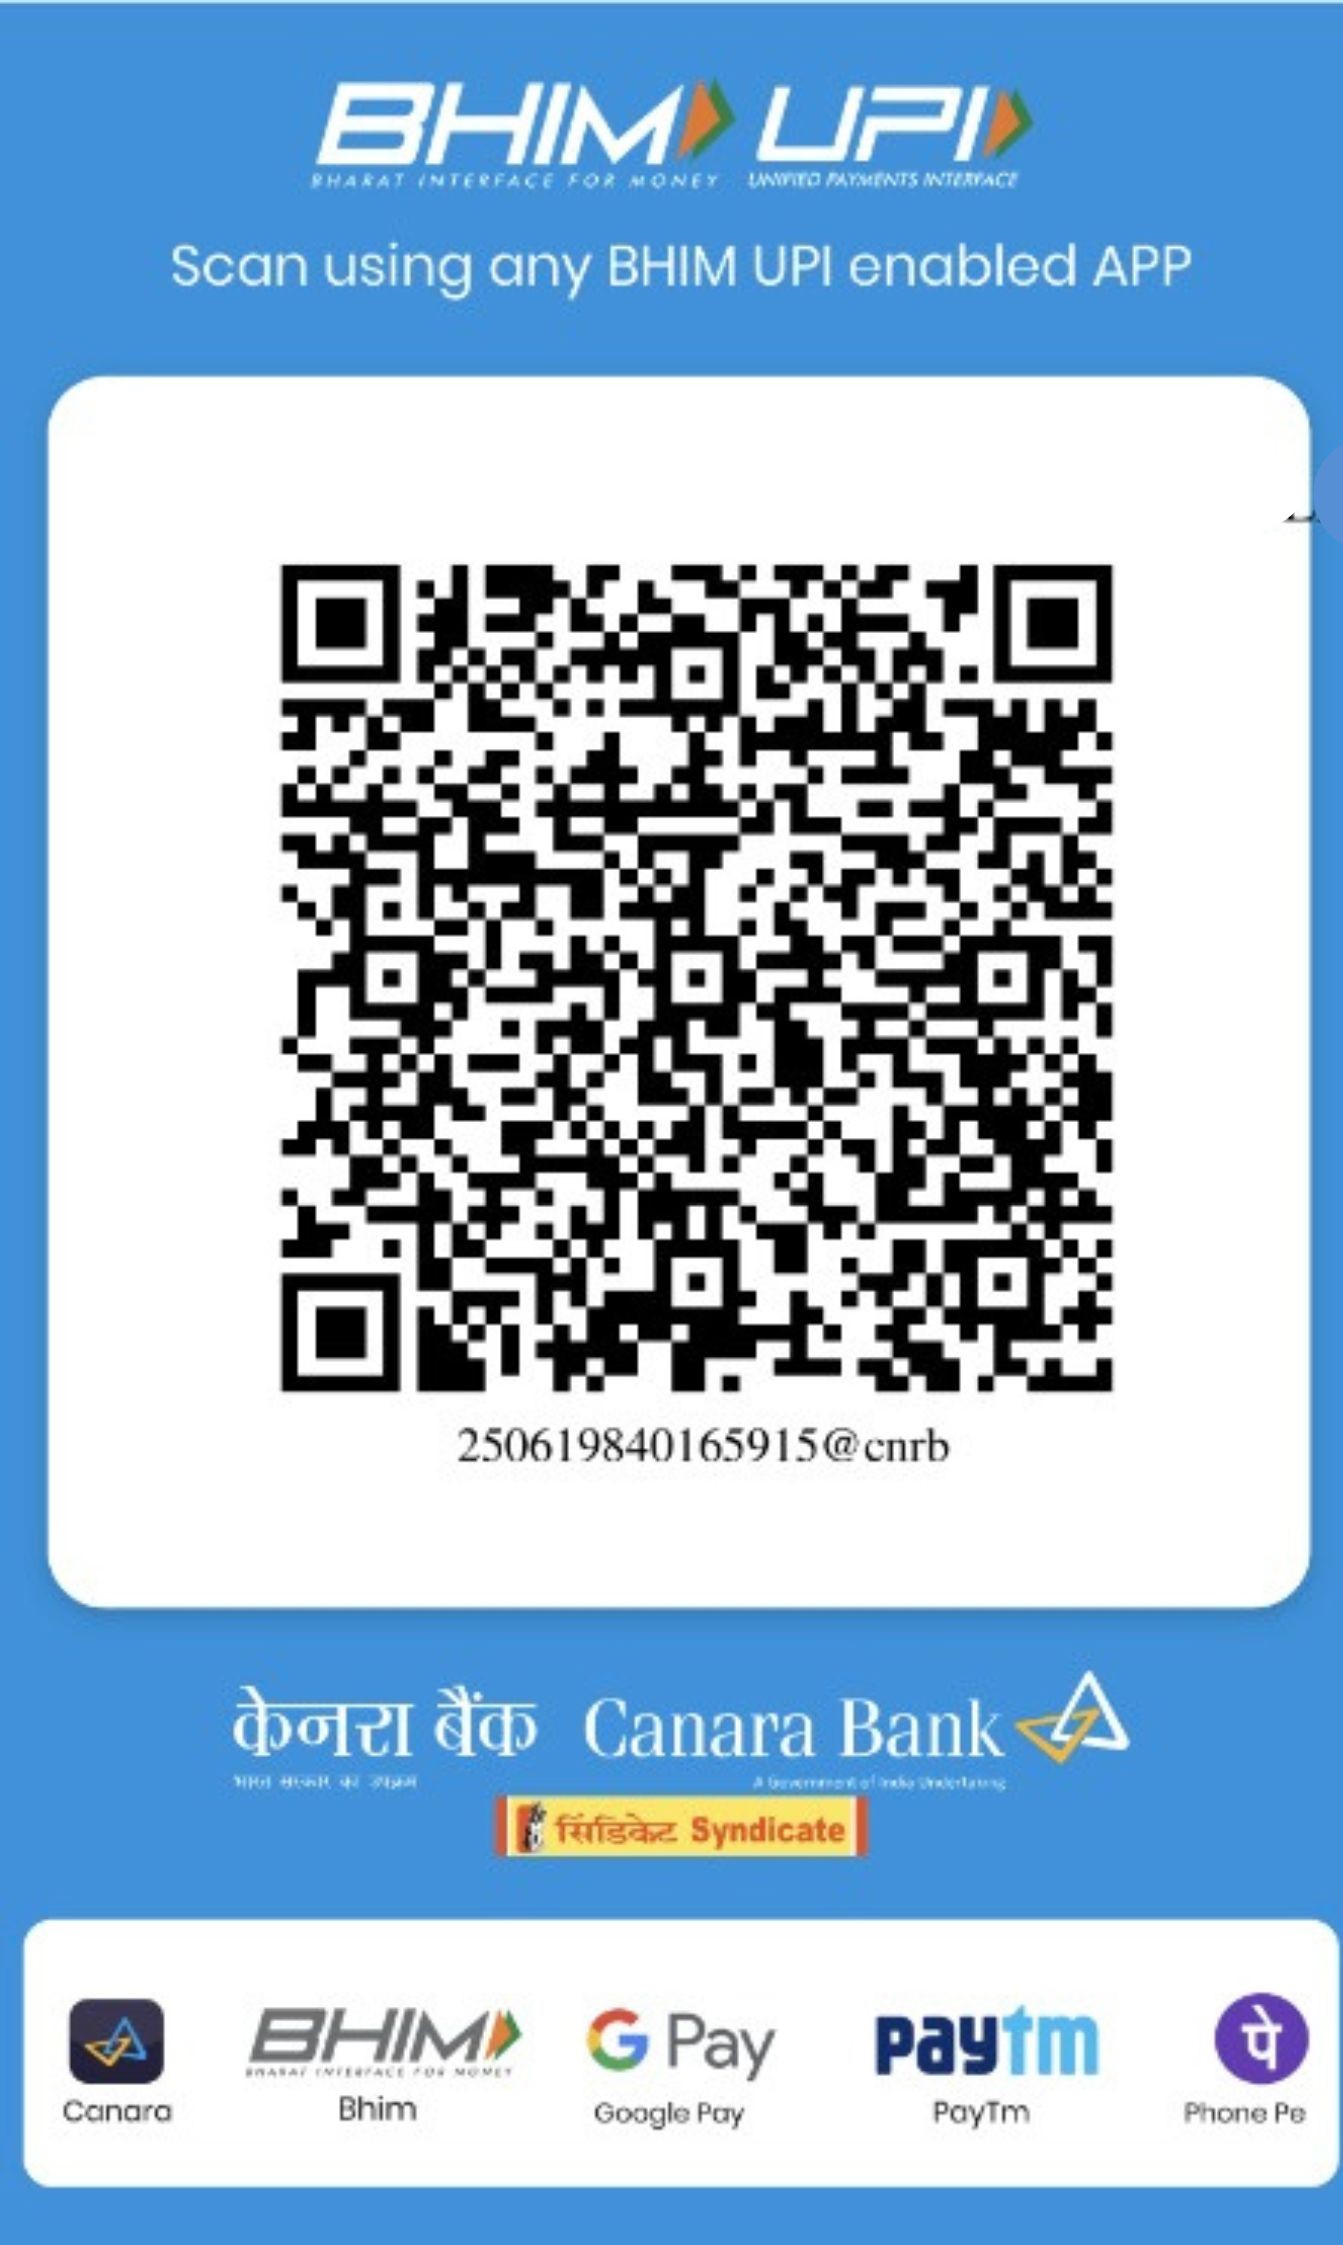 BHIM UPI
BHARAT INTERFACE FOR MONEY UNIFIED PAYMENTS INTERFACE
Scan using any BHIM UPI enabled APP
250619840165915@cnrb
केनरा बैंक Canara Bank
भारत सरकार का उपक्रम A Government of India Undertaking
सिंडिकेट Syndicate
BHIM G Pay paytm पे
BHARAT INTERFACE FOR MONEY
Canara Bhim Google Pay PayTm Phone Pe